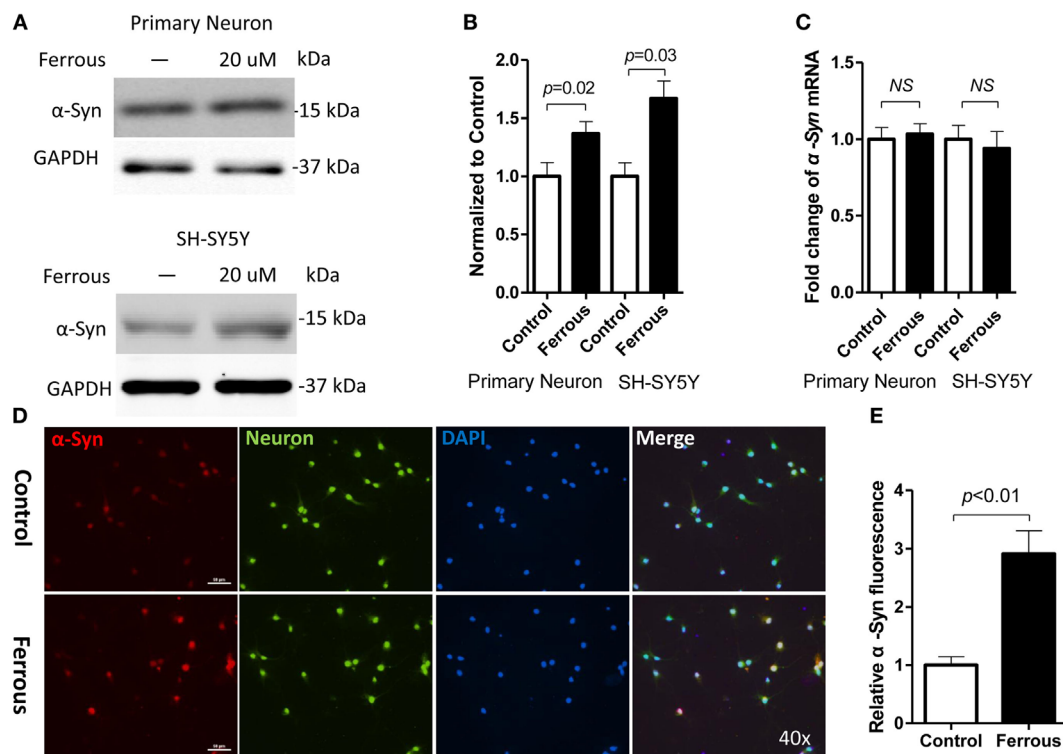 A
Primary Neuron
Ferrous — 20 uM kDa
α-Syn -15 kDa
GAPDH -37 kDa
SH-SY5Y
Ferrous — 20 uM kDa
α-Syn -15 kDa
GAPDH -37 kDa
B
Normalized to Control
2.0
1.5
1.0
0.5
0.0
p=0.02
p=0.03
Control Ferrous Control Ferrous
Primary Neuron SH-SY5Y
C
Fold change of α -Syn mRNA
1.5
1.0
0.5
0.0
NS NS
Control Ferrous Control Ferrous
Primary Neuron SH-SY5Y
D
α-Syn Neuron DAPI Merge
Control
Ferrous
40x
E
Relative α -Syn fluorescence
4
3
2
1
0
p<0.01
Control Ferrous